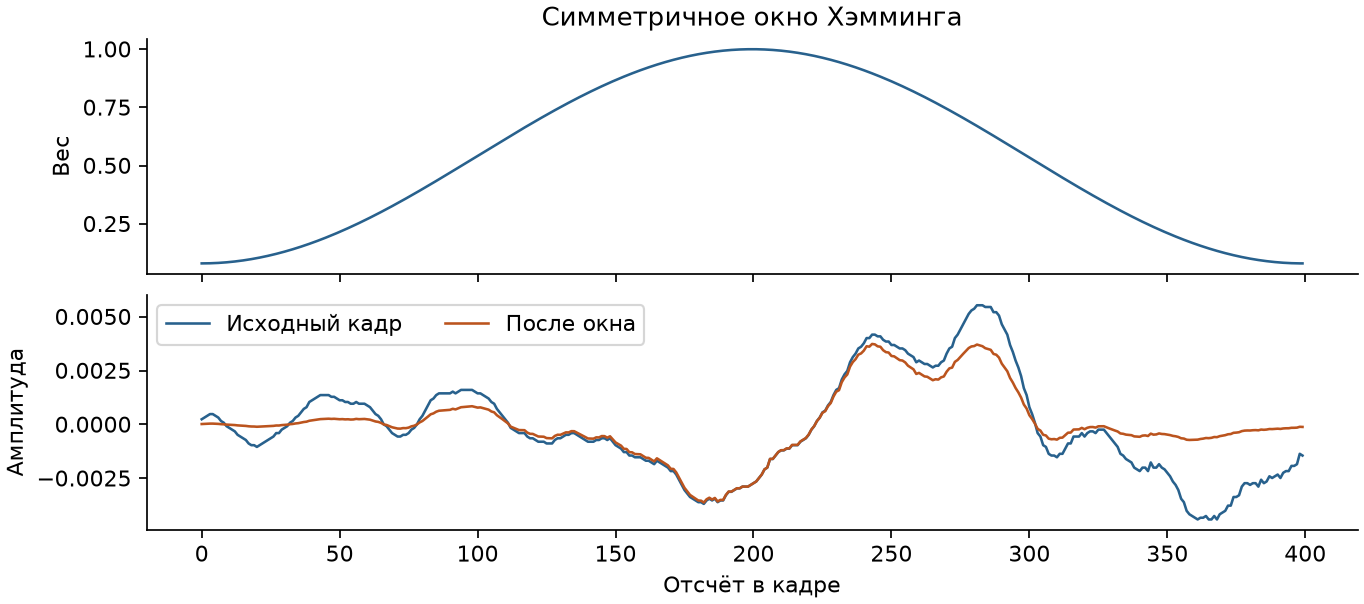 Симметричное окно Хэмминга
Вес
1.00
0.75
0.50
0.25
Амплитуда
0.0050
0.0025
0.0000
−0.0025
Исходный кадр После окна
0 50 100 150 200 250 300 350 400
Отсчёт в кадре